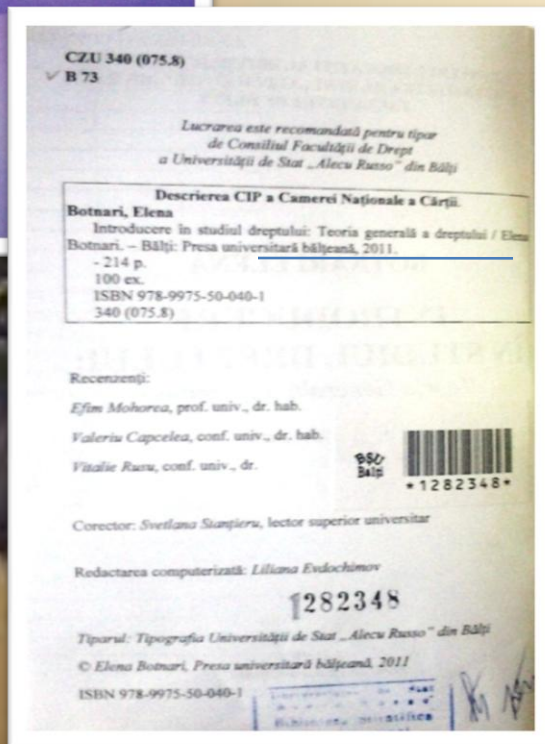 CZU 340 (075.8)
B 73
Lucrarea este recomandată pentru tipar
de Consiliul Facultății de Drept
a Universității de Stat „Alecu Russo” din Bălți
Descrierea CIP a Camerei Naționale a Cărții.
Botnari, Elena
Introducere în studiul dreptului: Teoria generală a dreptului / Elena
Botnari. – Bălți: Presa universitară bălțeană, 2011.
- 214 p.
100 ex.
ISBN 978-9975-50-040-1
340 (075.8)
Recenzenți:
Efim Mohorea, prof. univ., dr. hab.
Valeriu Capcelea, conf. univ., dr. hab.
Vitalie Rusu, conf. univ., dr.
BȘU
Balti
*1282348*
Corector: Svetlana Stanțieru, lector superior universitar
Redactarea computerizată: Liliana Evdochimov
1282348
Tiparul: Tipografia Universității de Stat „Alecu Russo” din Bălți
© Elena Botnari, Presa universitară bălțeană, 2011
ISBN 978-9975-50-040-1